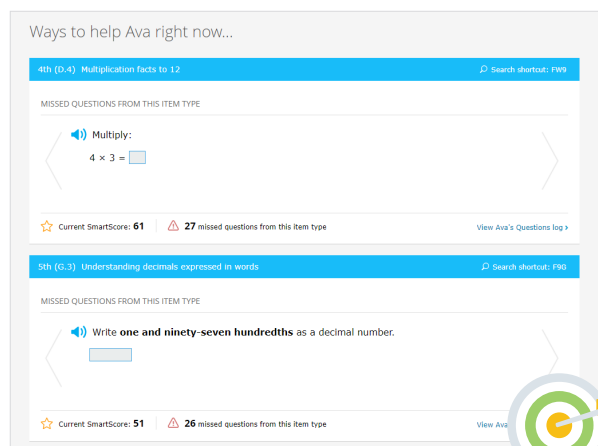 Ways to help Ava right now...
4th (D.4) Multiplication facts to 12
Search shortcut: FW9
MISSED QUESTIONS FROM THIS ITEM TYPE
Multiply:
4 × 3 =
Current SmartScore: 61
27 missed questions from this item type
View Ava's Questions log ›
5th (G.3) Understanding decimals expressed in words
Search shortcut: F9G
MISSED QUESTIONS FROM THIS ITEM TYPE
Write one and ninety-seven hundredths as a decimal number.
Current SmartScore: 51
26 missed questions from this item type
View Ava